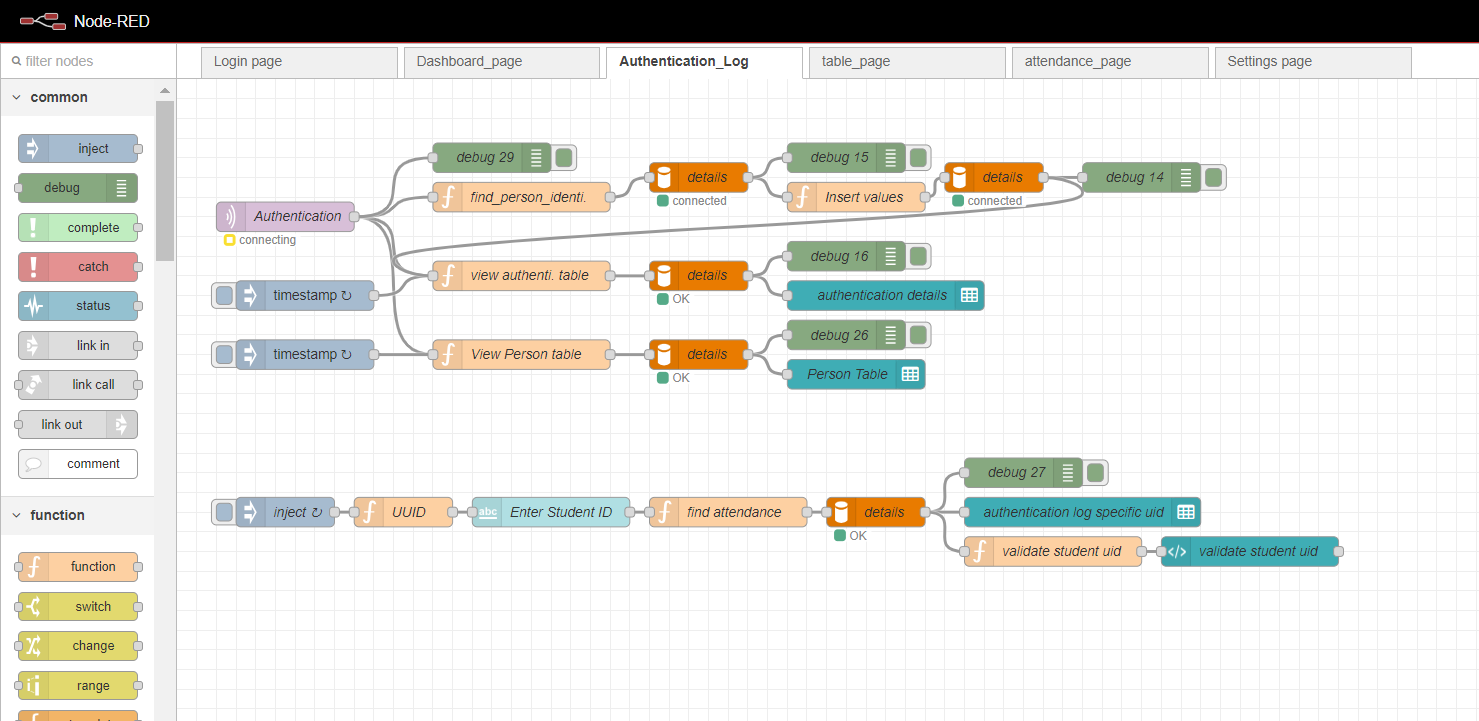 Node-RED
filter nodes
Login page
Dashboard_page
Authentication_Log
table_page
attendance_page
Settings page
common
inject
debug
complete
catch
status
link in
link call
link out
comment
function
function
switch
change
range
debug 29
find_person_identi.
Authentication
connecting
details
connected
debug 15
Insert values
details
connected
debug 14
timestamp ↻
view authenti. table
details
OK
debug 16
authentication details
timestamp ↻
View Person table
details
OK
debug 26
Person Table
inject ↻
UUID
abc
Enter Student ID
find attendance
details
OK
debug 27
authentication log specific uid
validate student uid
</> validate student uid